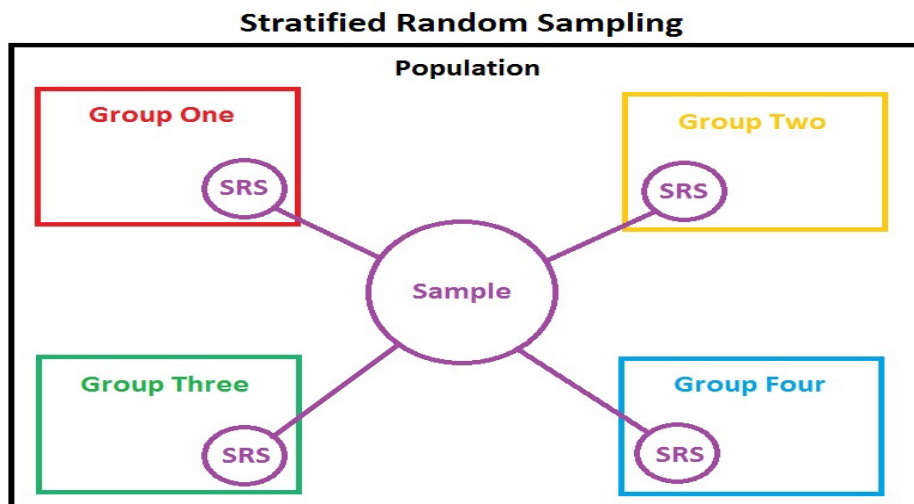 Stratified Random Sampling
Population
Group One
SRS
Group Two
SRS
Sample
Group Three
SRS
Group Four
SRS